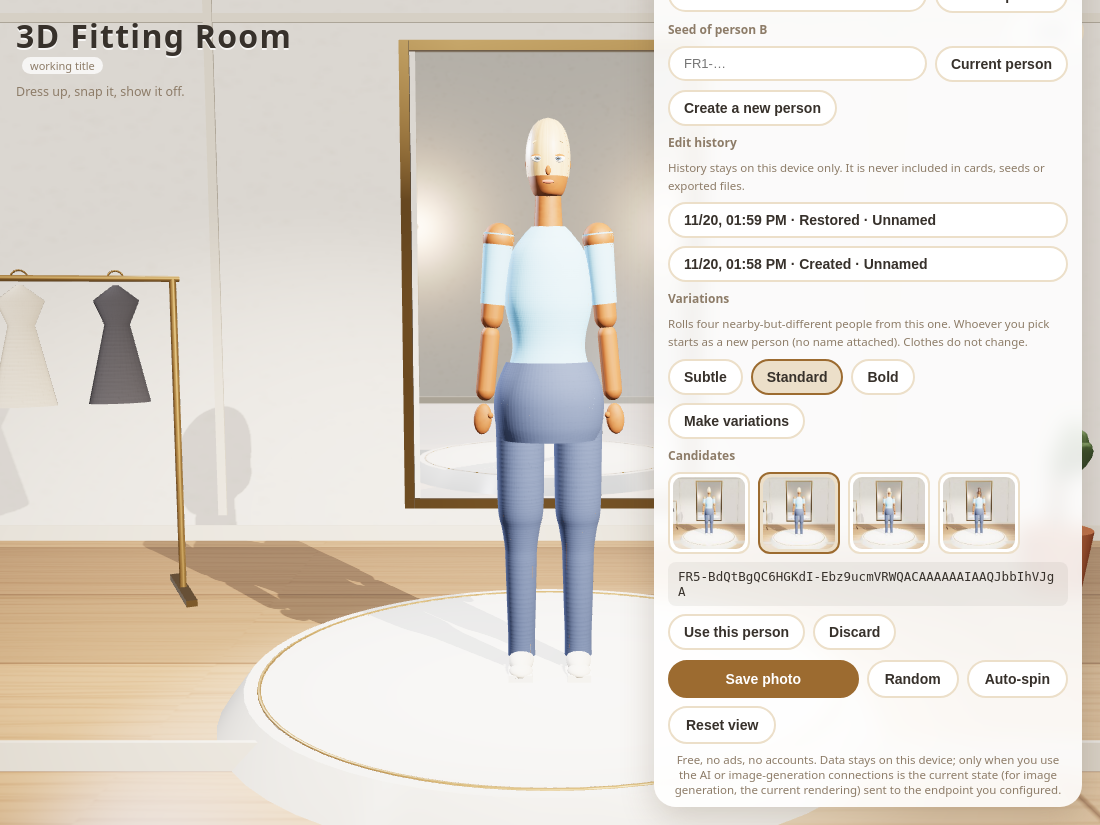 3D Fitting Room
working title
Dress up, snap it, show it off.
Seed of person B
FR1-…
Current person
Create a new person
Edit history
History stays on this device only. It is never included in cards, seeds or
exported files.
11/20, 01:59 PM · Restored · Unnamed
11/20, 01:58 PM · Created · Unnamed
Variations
Rolls four nearby-but-different people from this one. Whoever you pick
starts as a new person (no name attached). Clothes do not change.
Subtle
Standard
Bold
Make variations
Candidates
FR5-BdQtBgQC6HGKdI-Ebz9ucmVRWQACAAAAAAIAAQJbbIhVJg
A
Use this person
Discard
Save photo
Random
Auto-spin
Reset view
Free, no ads, no accounts. Data stays on this device; only when you use
the AI or image-generation connections is the current state (for image
generation, the current rendering) sent to the endpoint you configured.